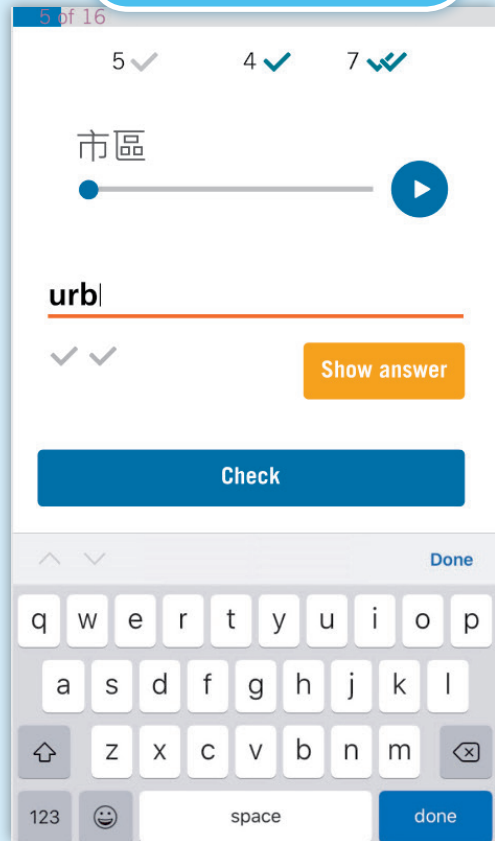 5 of 16
5 4 7
市區
urb
Show answer
Check
Done
q w e r t y u i o p
a s d f g h j k l
z x c v b n m
123 space done